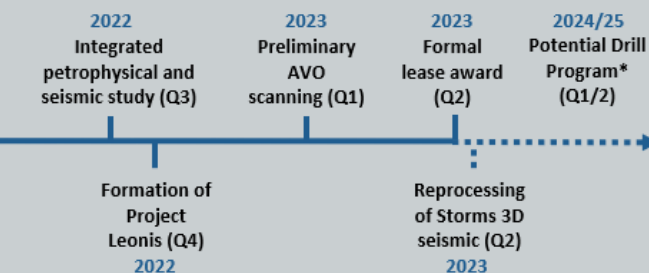 2022
Integrated
petrophysical and
seismic study (Q3)
2023
Preliminary
AVO
scanning (Q1)
2023
Formal
lease award
(Q2)
2024/25
Potential Drill
Program*
(Q1/2)
Formation of
Project
Leonis (Q4)
2022
Reprocessing
of Storms 3D
seismic (Q2)
2023